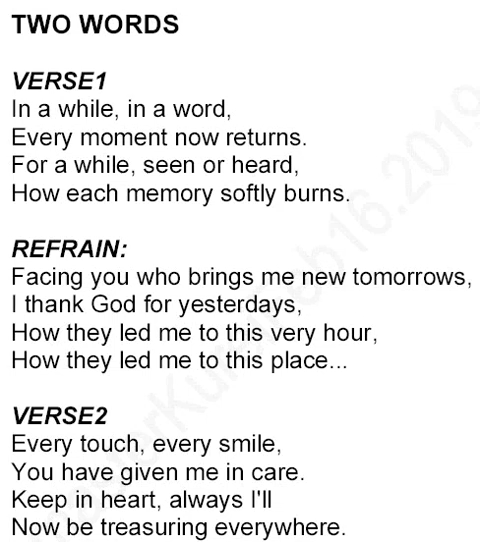 TWO WORDS
VERSE1
In a while, in a word,
Every moment now returns.
For a while, seen or heard,
How each memory softly burns.
REFRAIN:
Facing you who brings me new tomorrows,
I thank God for yesterdays,
How they led me to this very hour,
How they led me to this place...
VERSE2
Every touch, every smile,
You have given me in care.
Keep in heart, always I'll
Now be treasuring everywhere.